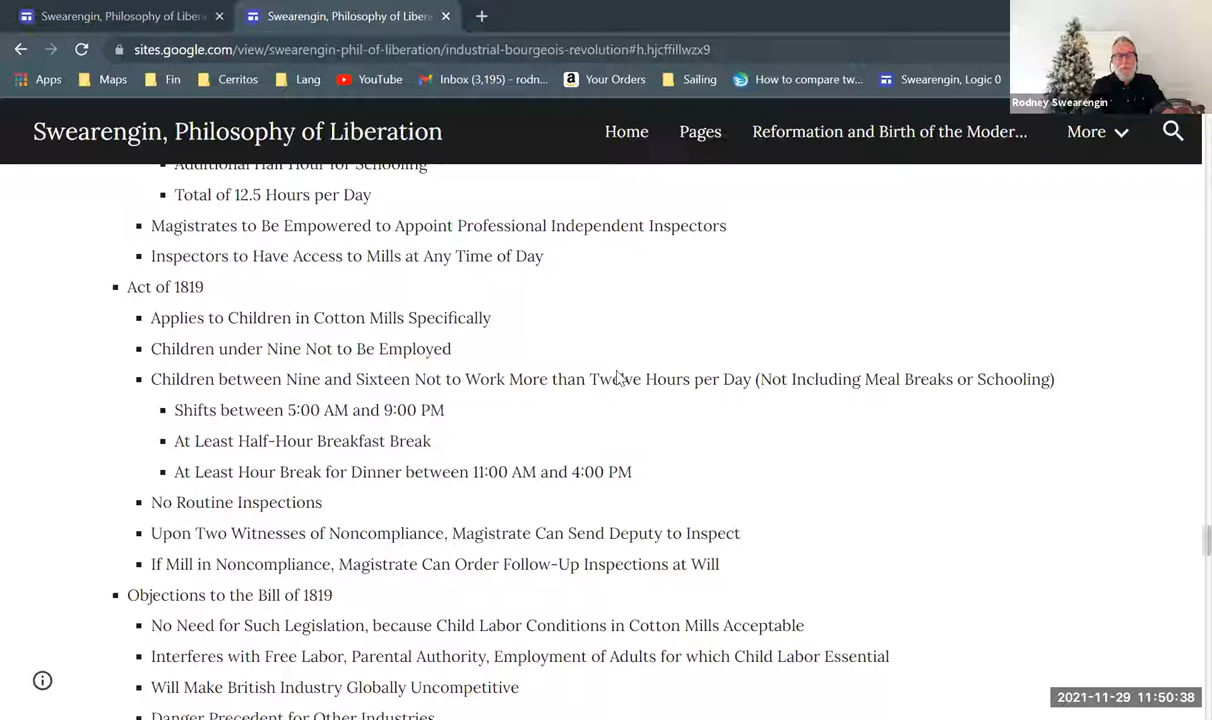 Swearengin, Philosophy of Liber
Swearengin, Philosophy of Libera
sites.google.com/view/swearengin-phil-of-liberation/industrial-bourgeois-revolution#h.hjcffillwzx9
Apps
Maps
Fin
Cerritos
Lang
YouTube
Inbox (3,195) - rodn...
Your Orders
Sailing
How to compare tw...
Swearengin, Logic 0
Rodney Swearengin
Swearengin, Philosophy of Liberation
Home
Pages
Reformation and Birth of the Moder...
More
Additional Half Hour for Schooling
Total of 12.5 Hours per Day
Magistrates to Be Empowered to Appoint Professional Independent Inspectors
Inspectors to Have Access to Mills at Any Time of Day
Act of 1819
Applies to Children in Cotton Mills Specifically
Children under Nine Not to Be Employed
Children between Nine and Sixteen Not to Work More than Twelve Hours per Day (Not Including Meal Breaks or Schooling)
Shifts between 5:00 AM and 9:00 PM
At Least Half-Hour Breakfast Break
At Least Hour Break for Dinner between 11:00 AM and 4:00 PM
No Routine Inspections
Upon Two Witnesses of Noncompliance, Magistrate Can Send Deputy to Inspect
If Mill in Noncompliance, Magistrate Can Order Follow-Up Inspections at Will
Objections to the Bill of 1819
No Need for Such Legislation, because Child Labor Conditions in Cotton Mills Acceptable
Interferes with Free Labor, Parental Authority, Employment of Adults for which Child Labor Essential
Will Make British Industry Globally Uncompetitive
Danger Precedent for Other Industries
2021-11-29 11:50:38